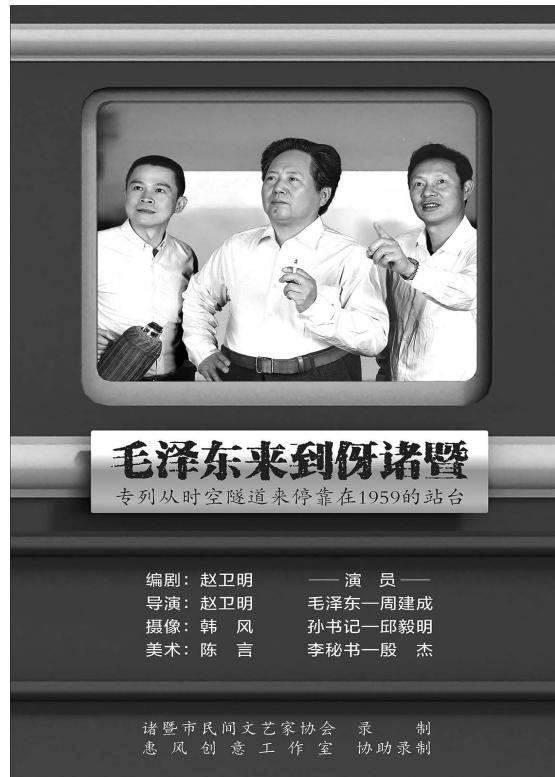 毛泽东来到伢诸暨
专列从时空隧道来停靠在1959的站台
编剧：赵卫明
导演：赵卫明
摄像：韩 风
美术：陈 言
—— 演 员 ——
毛泽东—周建成
孙书记—邱毅明
李秘书—殷 杰
诸暨市民间文艺家协会 录 制
惠风创意工作室 协助录制